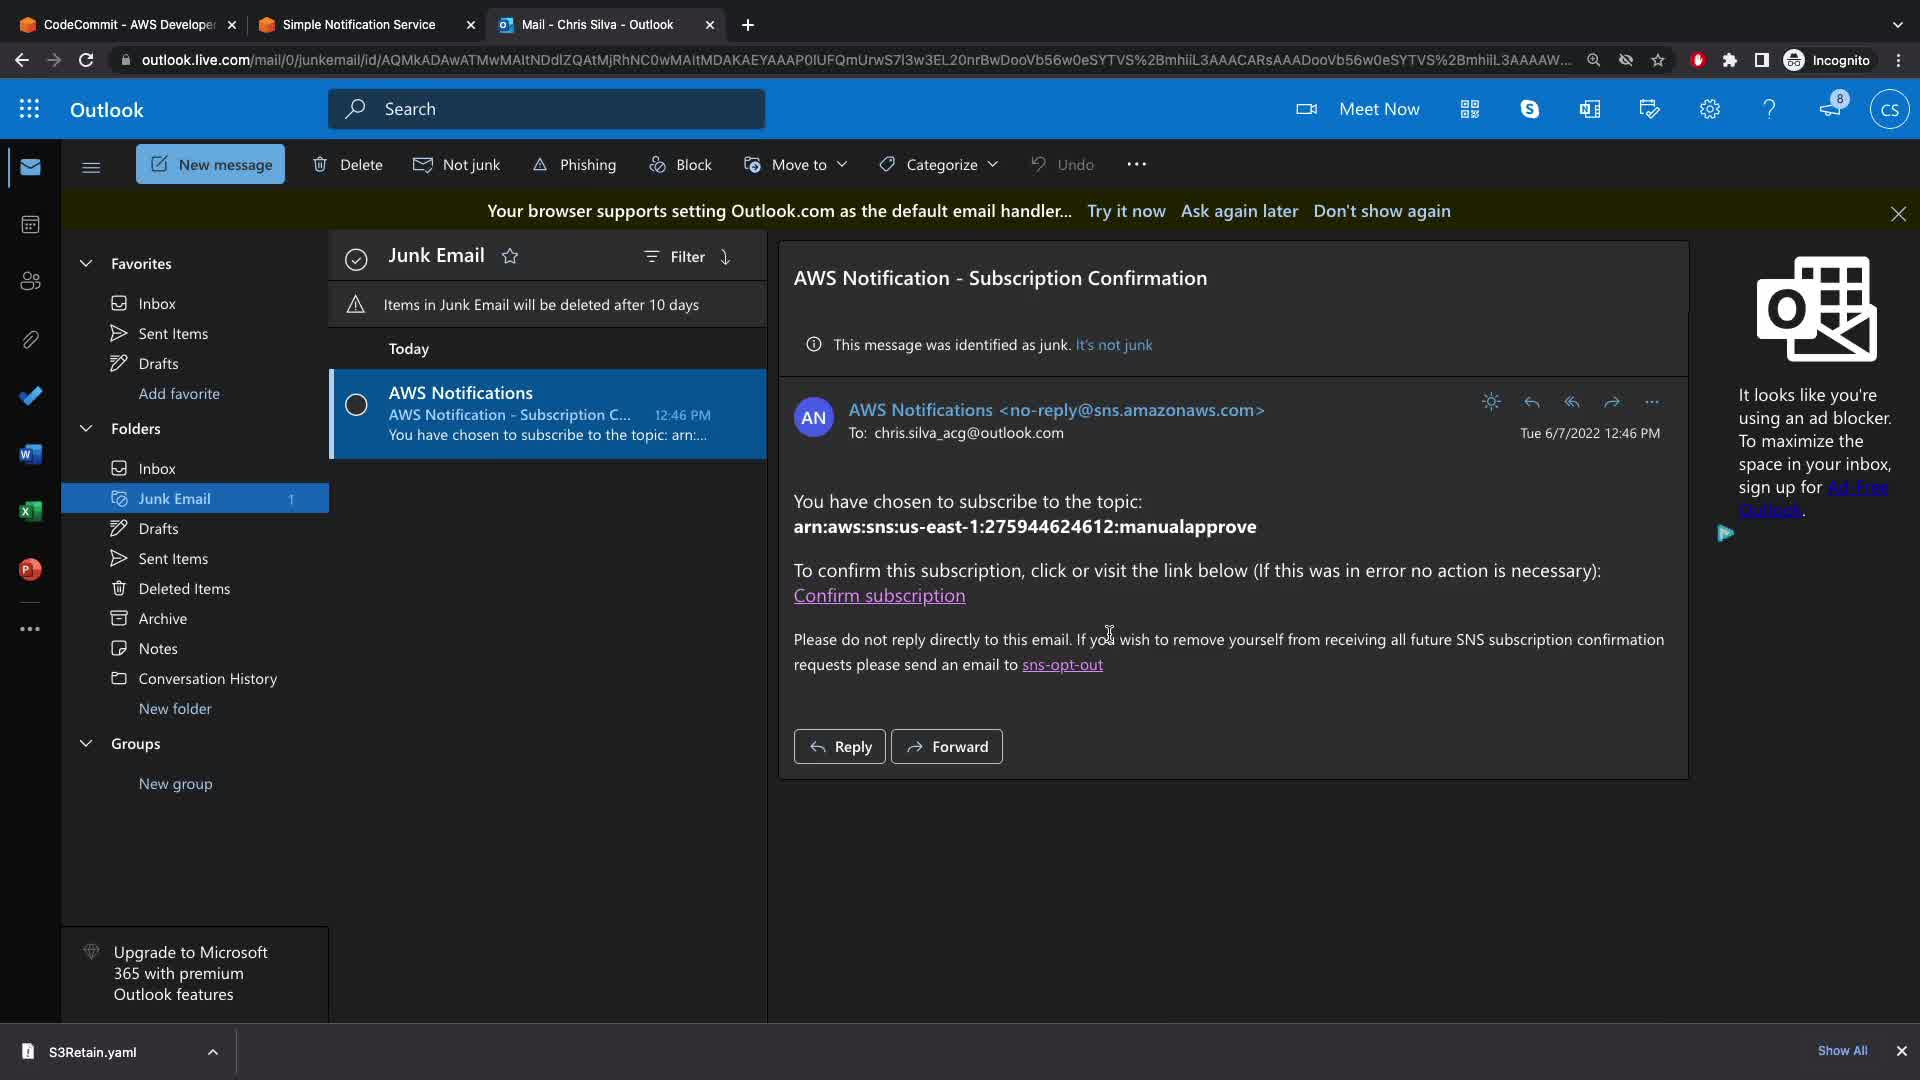 CodeCommit - AWS Develope
Simple Notification Service
Mail - Chris Silva - Outlook
outlook.live.com/mail/0/junkemail/id/AQMkADAwATMwMAItNDdlZQAtMjRhNC0wMAItMDAKAEYAAAP0lUFQmUrwS7l3w3EL20nrBwDooVb56w0eSYTVS%2BmhiiL3AAACARsAAADooVb56w0eSYTVS%2BmhiiL3AAAAW...
Incognito
Outlook
Search
Meet Now
8
CS
New message
Delete
Not junk
Phishing
Block
Move to
Categorize
Undo
Your browser supports setting Outlook.com as the default email handler... Try it now Ask again later Don't show again
Favorites
Inbox
Sent Items
Drafts
Add favorite
Folders
Inbox
Junk Email 1
Drafts
Sent Items
Deleted Items
Archive
Notes
Conversation History
New folder
Groups
New group
Upgrade to Microsoft
365 with premium
Outlook features
Junk Email
Filter
Items in Junk Email will be deleted after 10 days
Today
AWS Notifications
AWS Notification - Subscription C... 12:46 PM
You have chosen to subscribe to the topic: arn:...
AWS Notification - Subscription Confirmation
This message was identified as junk. It's not junk
AN
AWS Notifications <no-reply@sns.amazonaws.com>
To: chris.silva_acg@outlook.com
Tue 6/7/2022 12:46 PM
You have chosen to subscribe to the topic:
arn:aws:sns:us-east-1:275944624612:manualapprove
To confirm this subscription, click or visit the link below (If this was in error no action is necessary):
Confirm subscription
Please do not reply directly to this email. If you wish to remove yourself from receiving all future SNS subscription confirmation
requests please send an email to sns-opt-out
Reply
Forward
It looks like you're
using an ad blocker.
To maximize the
space in your inbox,
sign up for Ad-Free
Outlook.
S3Retain.yaml
Show All